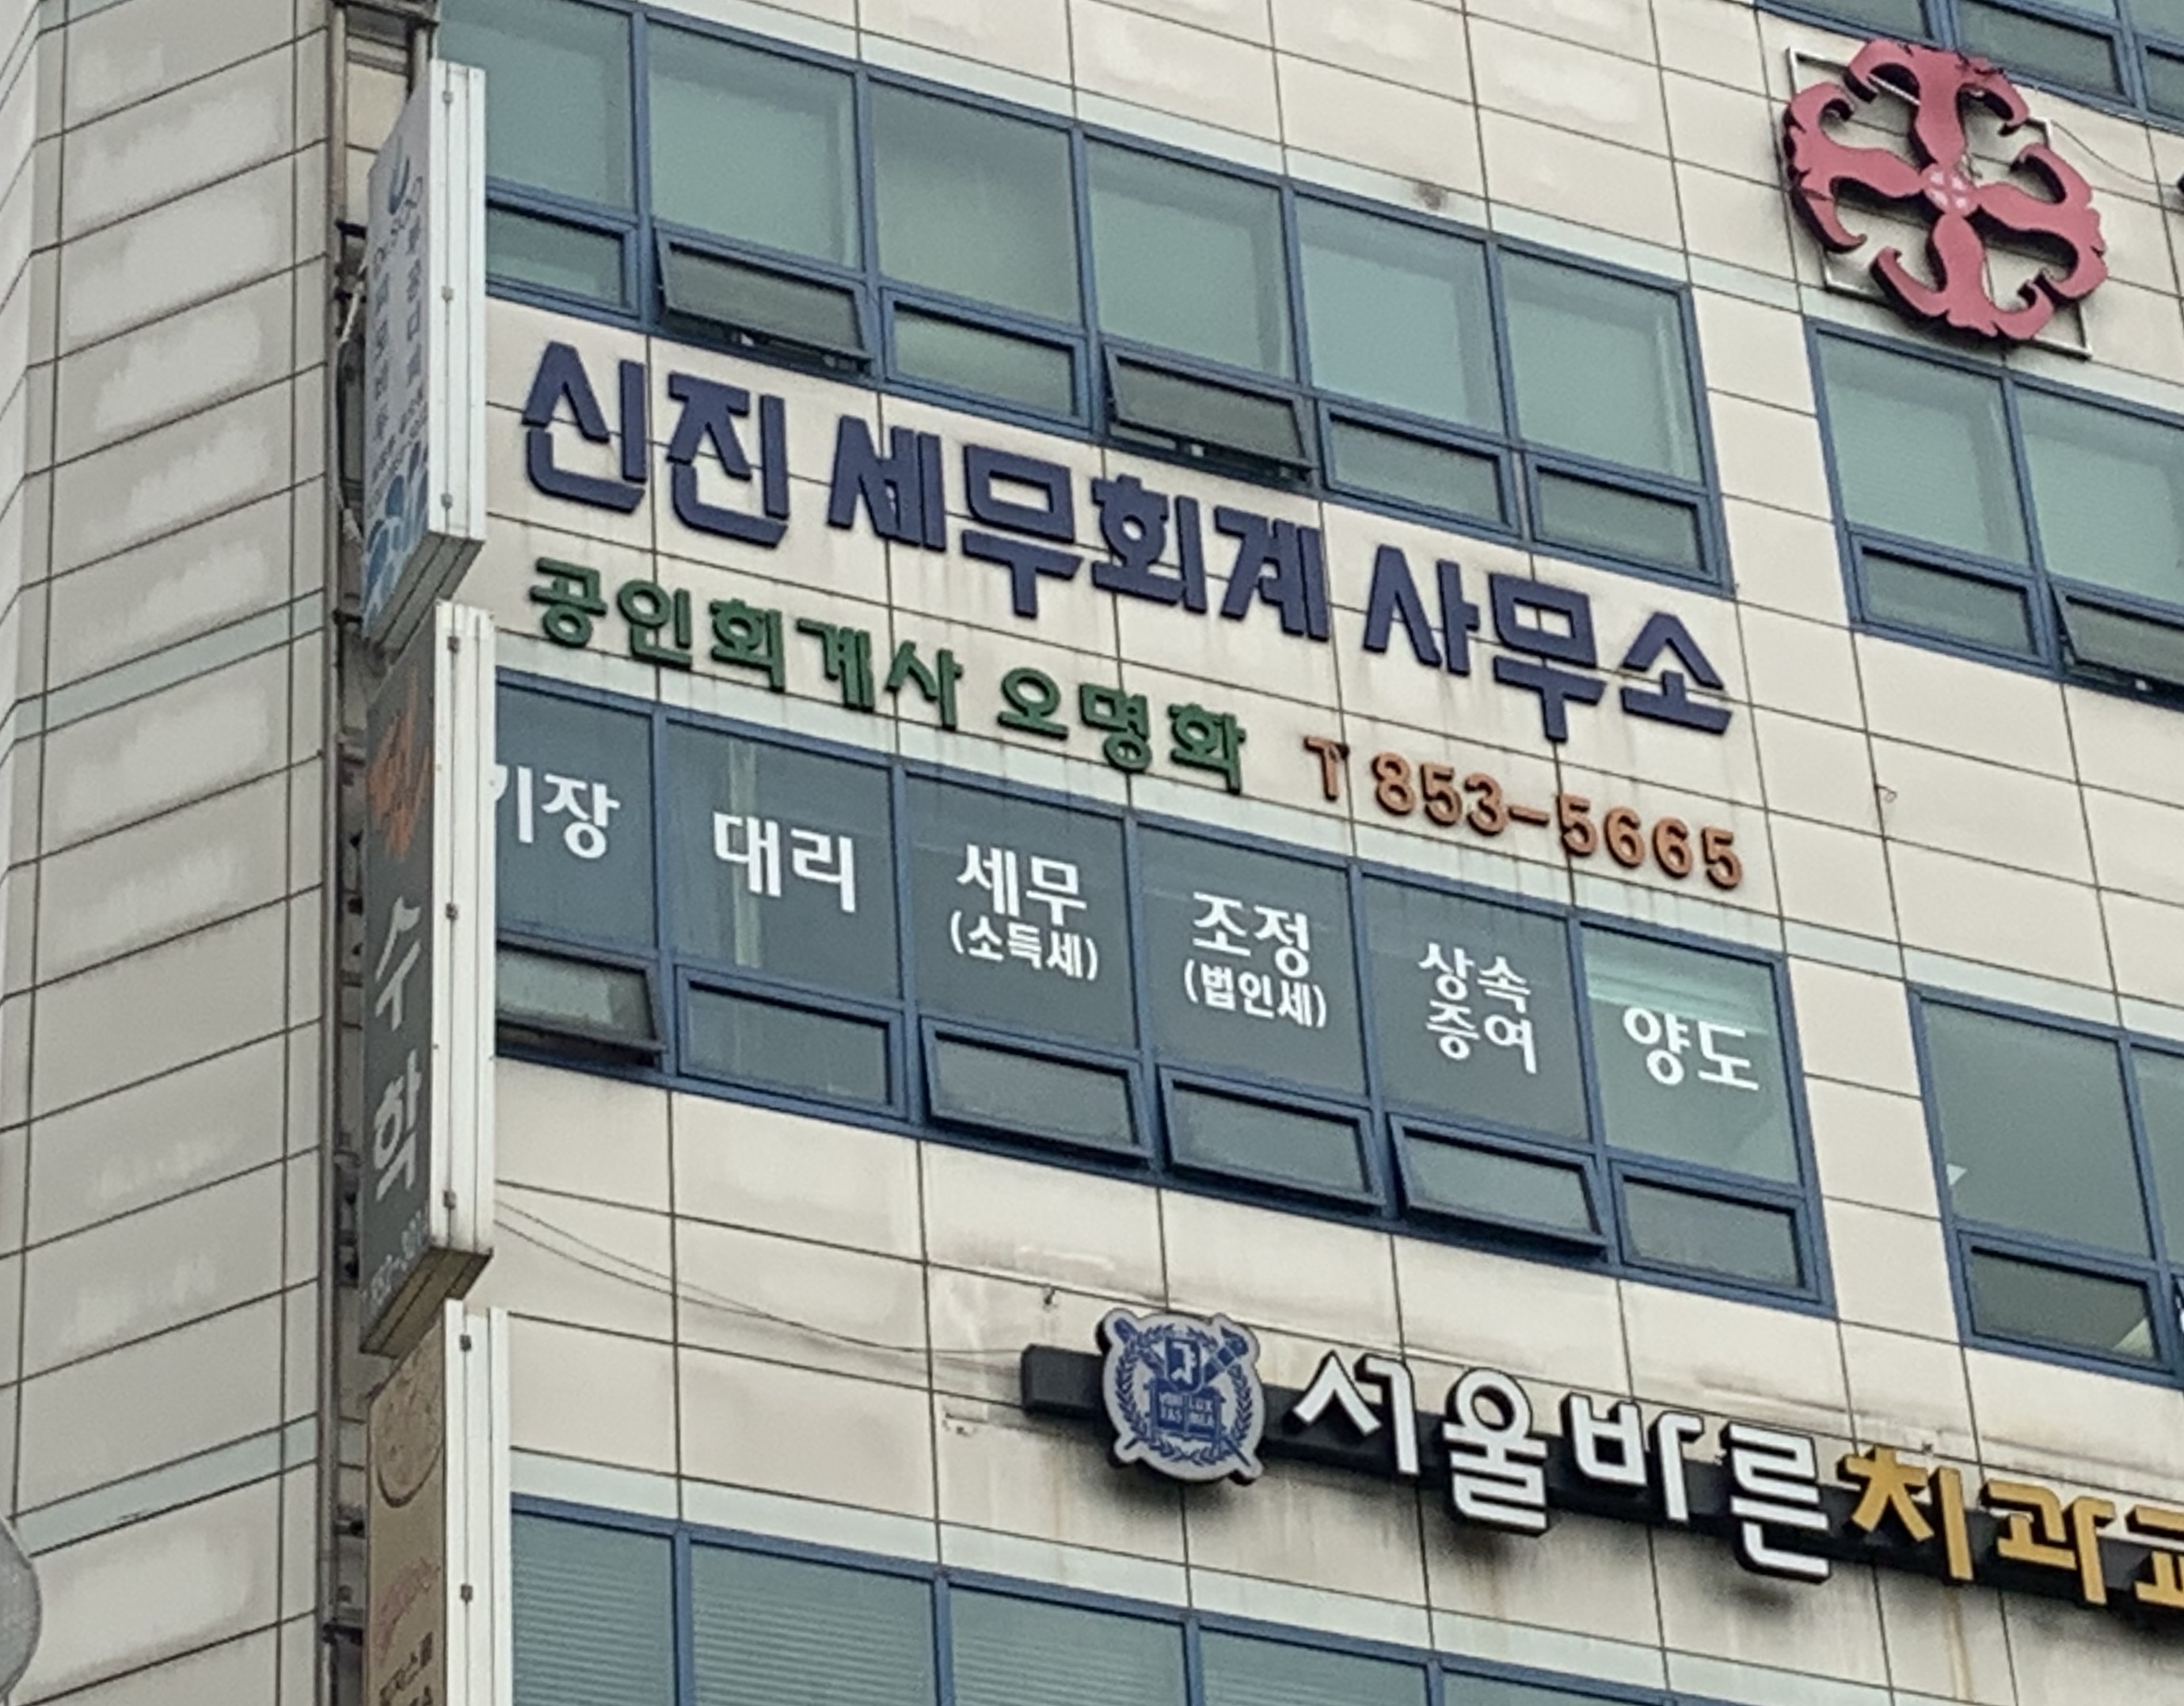 신진 세무회계 사무소
공인회계사 오명화 T 853-5665
기장 대리 세무 조정 상속 양도
(소득세) (법인세) 증여
수학
서울바른치과